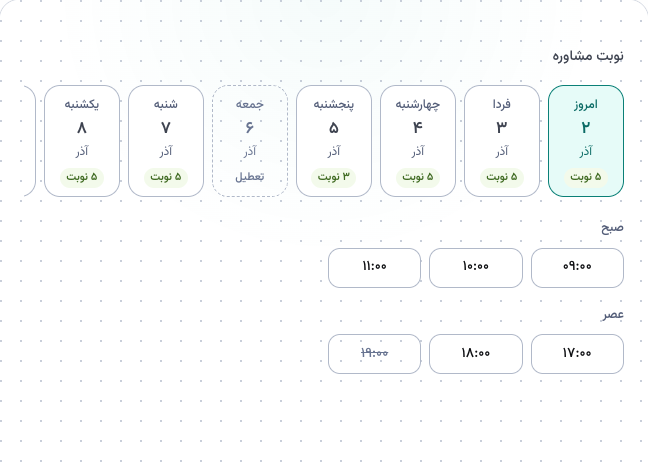 نوبت مشاوره
امروز
۲
آذر
۵ نوبت
فردا
۳
آذر
۵ نوبت
چهارشنبه
۴
آذر
۵ نوبت
پنجشنبه
۵
آذر
۳ نوبت
جمعه
۶
آذر
تعطیل
شنبه
۷
آذر
۵ نوبت
یکشنبه
۸
آذر
۵ نوبت
صبح
۰۹:۰۰
۱۰:۰۰
۱۱:۰۰
عصر
۱۷:۰۰
۱۸:۰۰
۱۹:۰۰